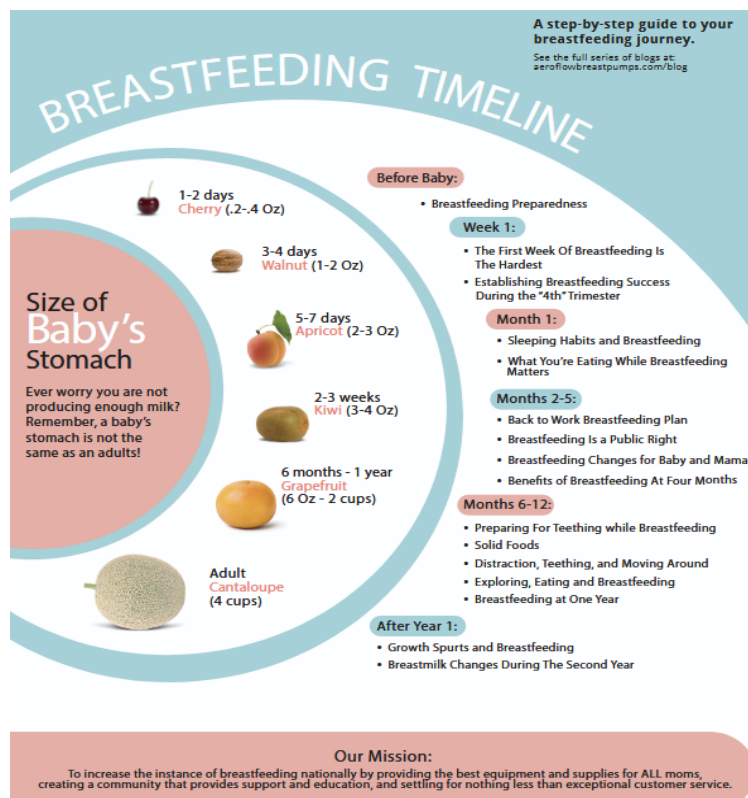 A step-by-step guide to your
breastfeeding journey.
See the full series of blogs at:
aeroflowbreastpumps.com/blog
BREASTFEEDING TIMELINE
Size of
Baby's
Stomach
Ever worry you are not
producing enough milk?
Remember, a baby's
stomach is not the
same as an adults!
1-2 days
Cherry (.2-.4 Oz)
3-4 days
Walnut (1-2 Oz)
5-7 days
Apricot (2-3 Oz)
2-3 weeks
Kiwi (3-4 Oz)
6 months - 1 year
Grapefruit
(6 Oz - 2 cups)
Adult
Cantaloupe
(4 cups)
Before Baby:
• Breastfeeding Preparedness
Week 1:
• The First Week Of Breastfeeding Is
The Hardest
• Establishing Breastfeeding Success
During the "4th" Trimester
Month 1:
• Sleeping Habits and Breastfeeding
• What You're Eating While Breastfeeding
Matters
Months 2-5:
• Back to Work Breastfeeding Plan
• Breastfeeding Is a Public Right
• Breastfeeding Changes for Baby and Mama
• Benefits of Breastfeeding At Four Months
Months 6-12:
• Preparing For Teething while Breastfeeding
• Solid Foods
• Distraction, Teething, and Moving Around
• Exploring, Eating and Breastfeeding
• Breastfeeding at One Year
After Year 1:
• Growth Spurts and Breastfeeding
• Breastmilk Changes During The Second Year
Our Mission:
To increase the instance of breastfeeding nationally by providing the best equipment and supplies for ALL moms,
creating a community that provides support and education, and settling for nothing less than exceptional customer service.